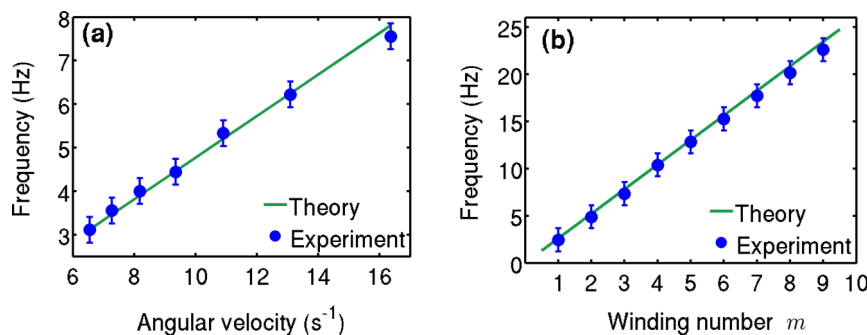 (a)
Frequency (Hz)
8
7
6
5
4
3
Theory
Experiment
6 8 10 12 14 16
Angular velocity (s⁻¹)
(b)
Frequency (Hz)
25
20
15
10
5
0
Theory
Experiment
1 2 3 4 5 6 7 8 9 10
Winding number m